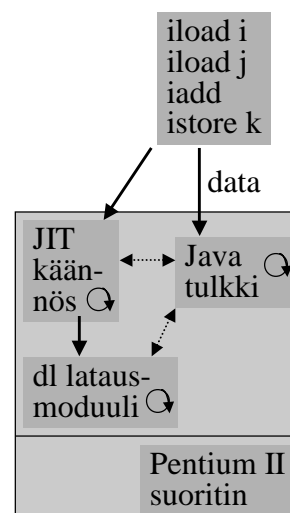 iload i
iload j
iadd
istore k
data
JIT
kään-
nös
Java
tulkki
dl lataus-
moduuli
Pentium II
suoritin